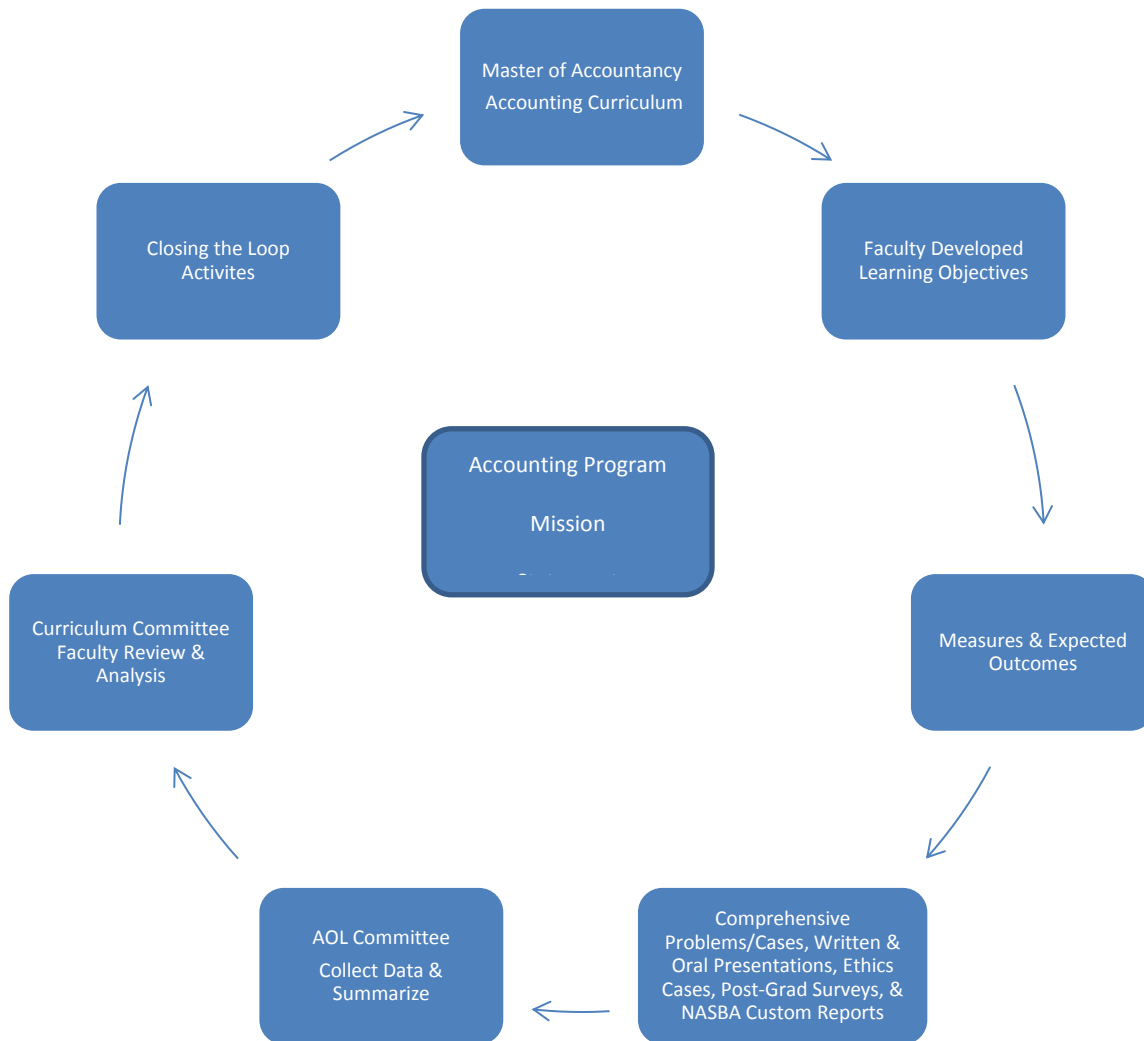 Master of Accountancy
Accounting Curriculum
Faculty Developed
Learning Objectives
Measures & Expected
Outcomes
Comprehensive
Problems/Cases, Written &
Oral Presentations, Ethics
Cases, Post-Grad Surveys, &
NASBA Custom Reports
AOL Committee
Collect Data &
Summarize
Curriculum Committee
Faculty Review &
Analysis
Closing the Loop
Activites
Accounting Program
Mission